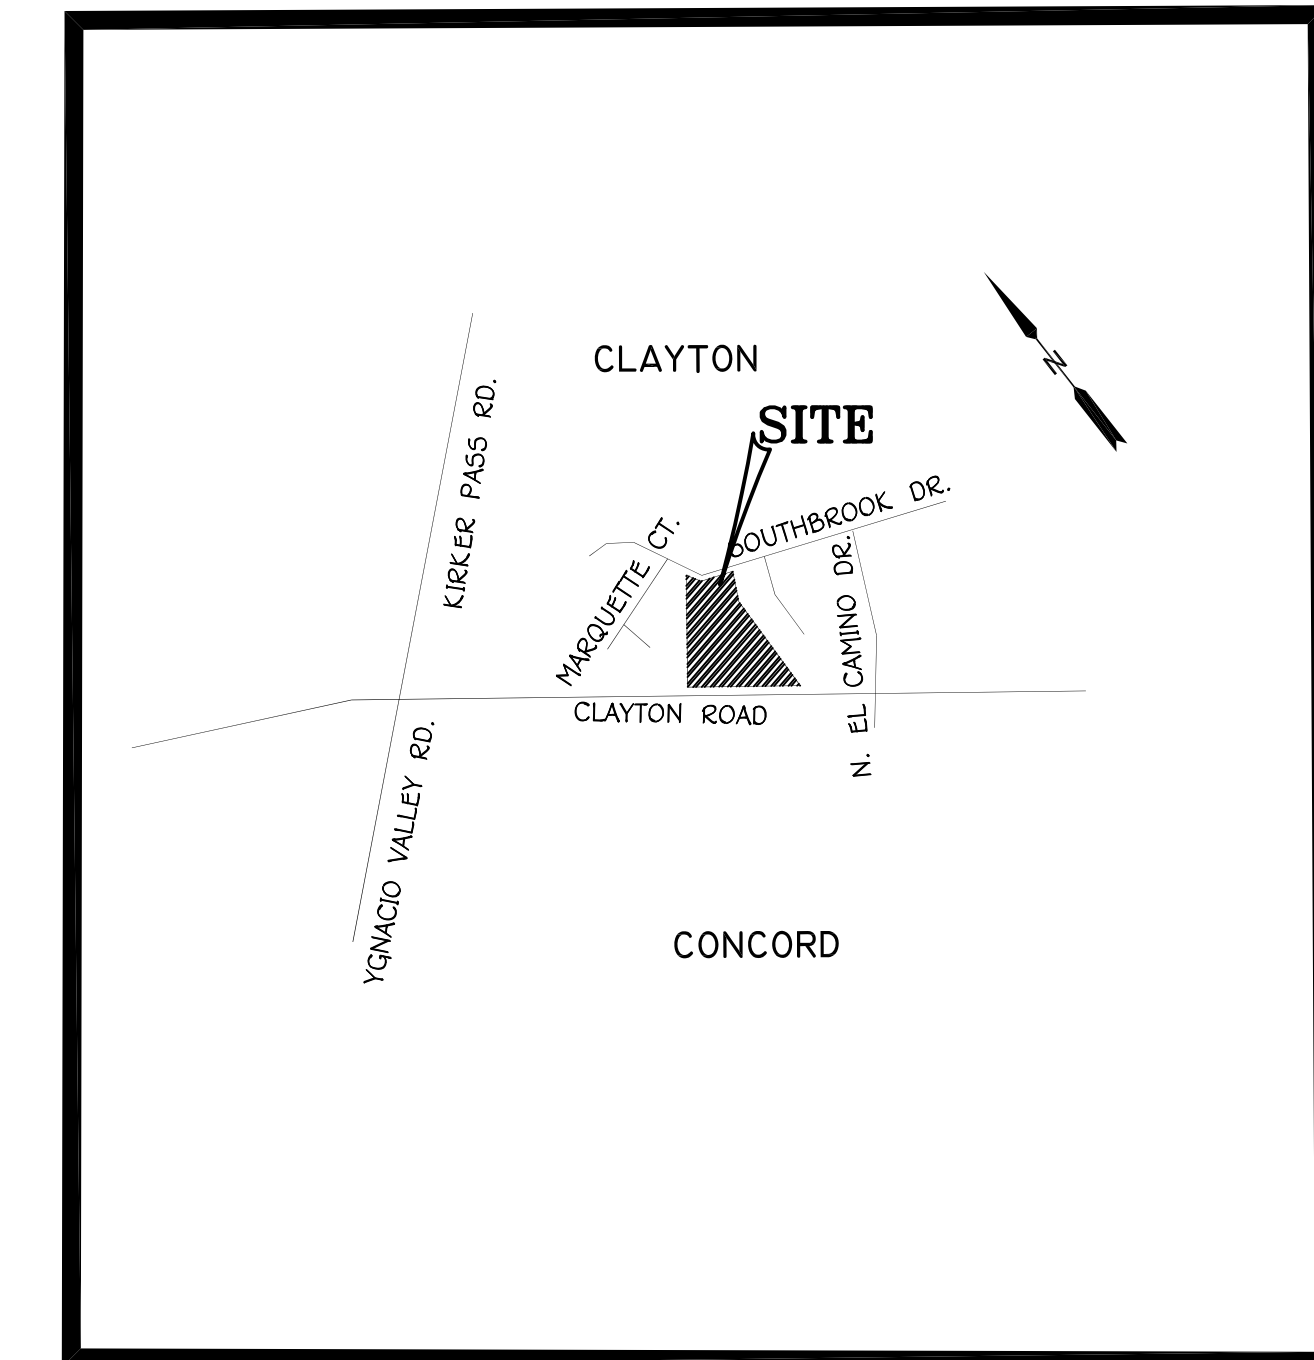 CLAYTON
SITE
N
KIRKER PASS RD.
SOUTHBROOK DR.
MARQUETTE CT.
N. EL CAMINO DR.
CLAYTON ROAD
YGNACIO VALLEY RD.
CONCORD